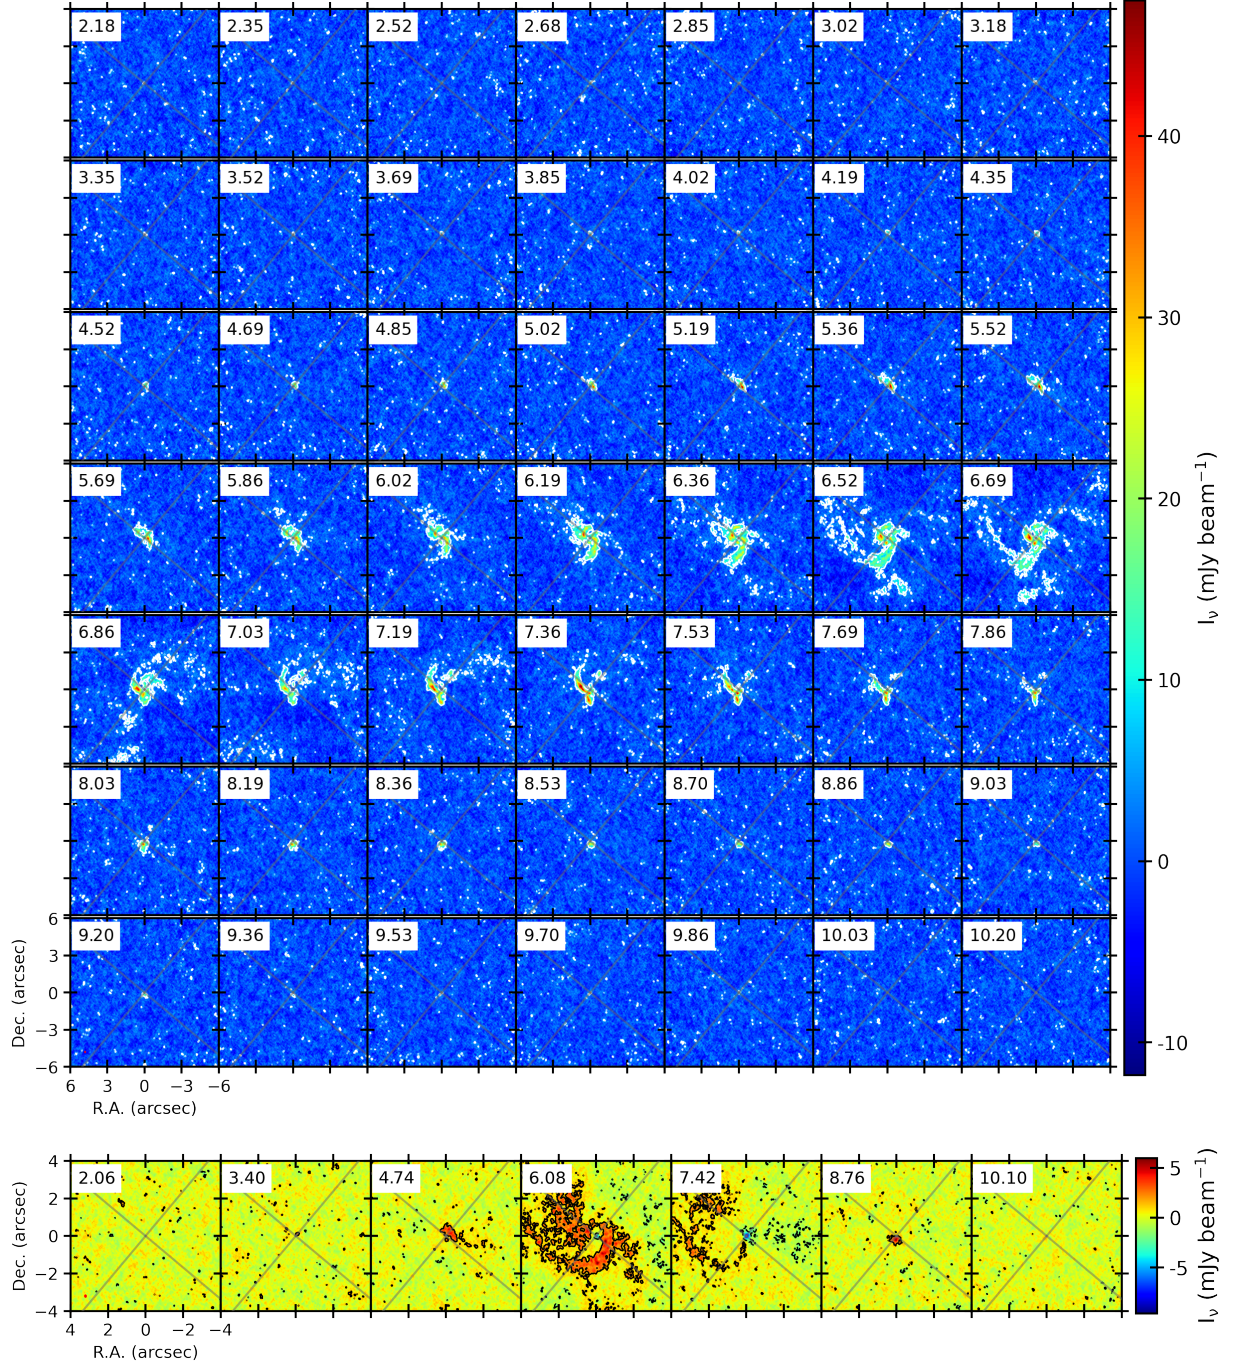 2.18 2.35 2.52 2.68 2.85 3.02 3.18
40
3.35 3.52 3.69 3.85 4.02 4.19 4.35
30
4.52 4.69 4.85 5.02 5.19 5.36 5.52
5.69 5.86 6.02 6.19 6.36 6.52 6.69
20
Iν (mJy beam−1)
6.86 7.03 7.19 7.36 7.53 7.69 7.86
10
8.03 8.19 8.36 8.53 8.70 8.86 9.03
0
6
9.20 9.36 9.53 9.70 9.86 10.03 10.20
3
0
−3
−6
Dec. (arcsec)
-10
6 3 0 −3 −6
R.A. (arcsec)
4
2.06 3.40 4.74 6.08 7.42 8.76 10.10
2
0
−2
−4
Dec. (arcsec)
5
0
-5
Iν (mJy beam−1)
4 2 0 −2 −4
R.A. (arcsec)